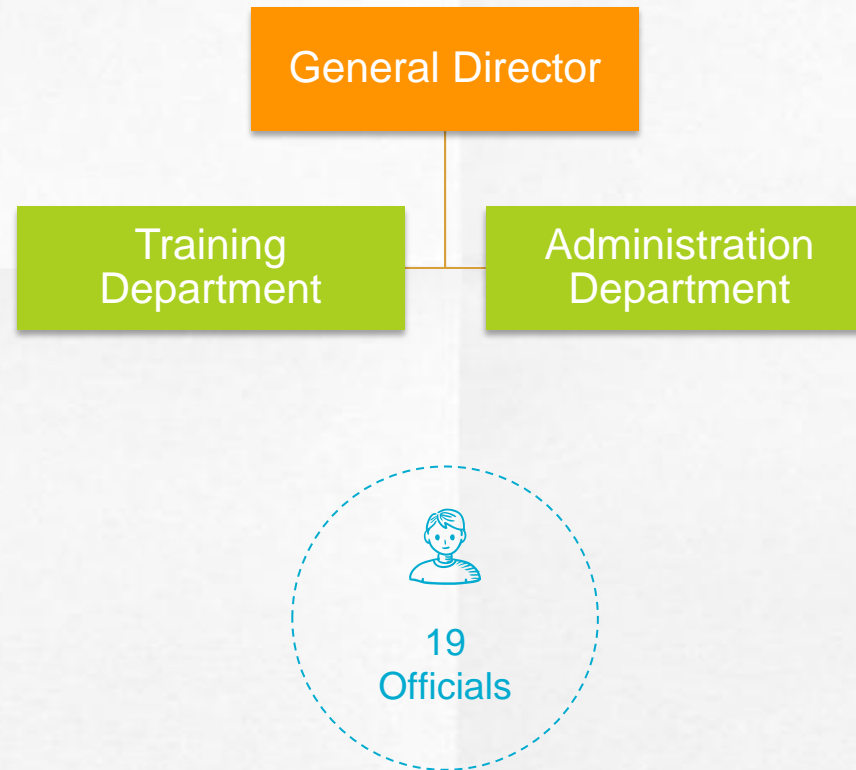 General Director
Training
Department
Administration
Department
19
Officials